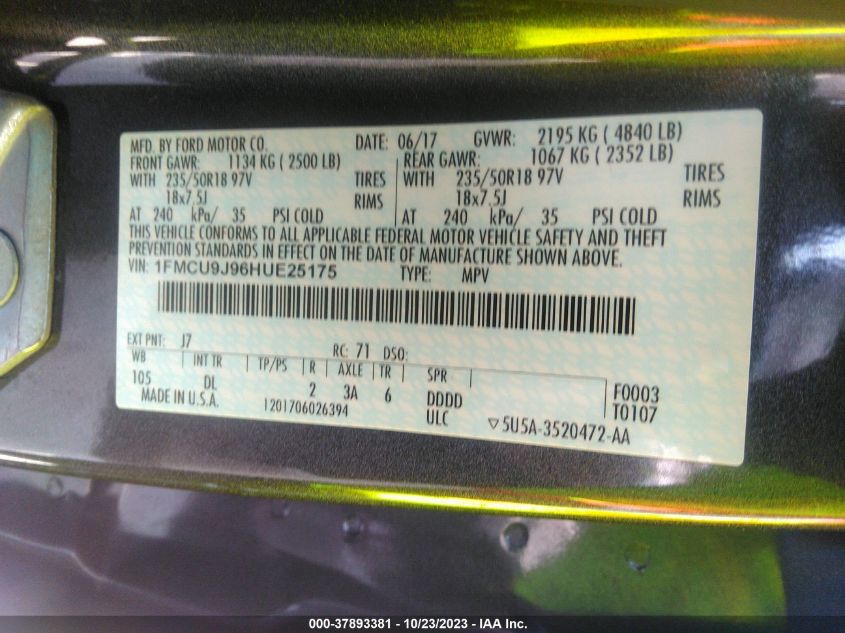 MFD. BY FORD MOTOR CO. DATE: 06/17 GVWR: 2195 KG ( 4840 LB)
FRONT GAWR: 1134 KG ( 2500 LB) REAR GAWR: 1067 KG ( 2352 LB)
WITH 235/50R18 97V TIRES WITH 235/50R18 97V TIRES
18x7.5J RIMS 18x7.5J RIMS
AT 240 kPa/ 35 PSI COLD AT 240 kPa/ 35 PSI COLD
THIS VEHICLE CONFORMS TO ALL APPLICABLE FEDERAL MOTOR VEHICLE SAFETY AND THEFT
PREVENTION STANDARDS IN EFFECT ON THE DATE OF MANUFACTURE SHOWN ABOVE.
VIN: 1FMCU9J96HUE25175 TYPE: MPV
EXT PNT: J7 RC: 71 DSO:
WB INT TR TP/PS R AXLE TR SPR
105 DL 2 3A 6 DDDD F0003
MADE IN U.S.A. 1201706026394 ULC ▽5U5A-3520472-AA T0107
000-37893381 - 10/23/2023 - IAA Inc.